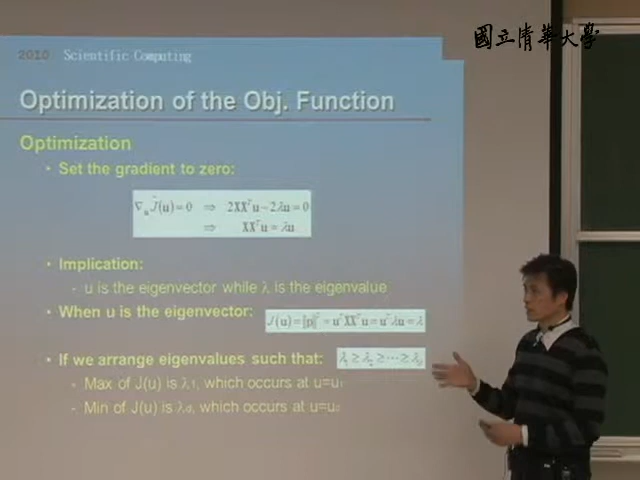 國立清華大學
2010 Scientific Computing
Optimization of the Obj. Function
Optimization
• Set the gradient to zero:
∇ᵤ J̃(u) = 0 ⇒ 2XXᵀu − 2λu = 0
⇒ XXᵀu = λu
• Implication:
– u is the eigenvector while λ is the eigenvalue
• When u is the eigenvector:
J(u) = ‖p‖² = uᵀXXᵀu = uᵀλu = λ
• If we arrange eigenvalues such that:
λ₁ ≥ λ₂ ≥ ⋯ ≥ λd
– Max of J(u) is λ₁, which occurs at u=u₁
– Min of J(u) is λd, which occurs at u=ud